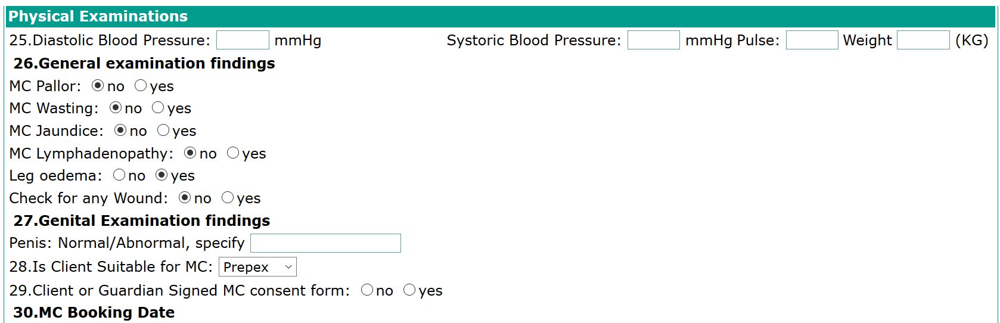 Physical Examinations
25.Diastolic Blood Pressure: mmHg Systoric Blood Pressure: mmHg Pulse: Weight (KG)
26.General examination findings
MC Pallor: no yes
MC Wasting: no yes
MC Jaundice: no yes
MC Lymphadenopathy: no yes
Leg oedema: no yes
Check for any Wound: no yes
27.Genital Examination findings
Penis: Normal/Abnormal, specify
28.Is Client Suitable for MC: Prepex
29.Client or Guardian Signed MC consent form: no yes
30.MC Booking Date